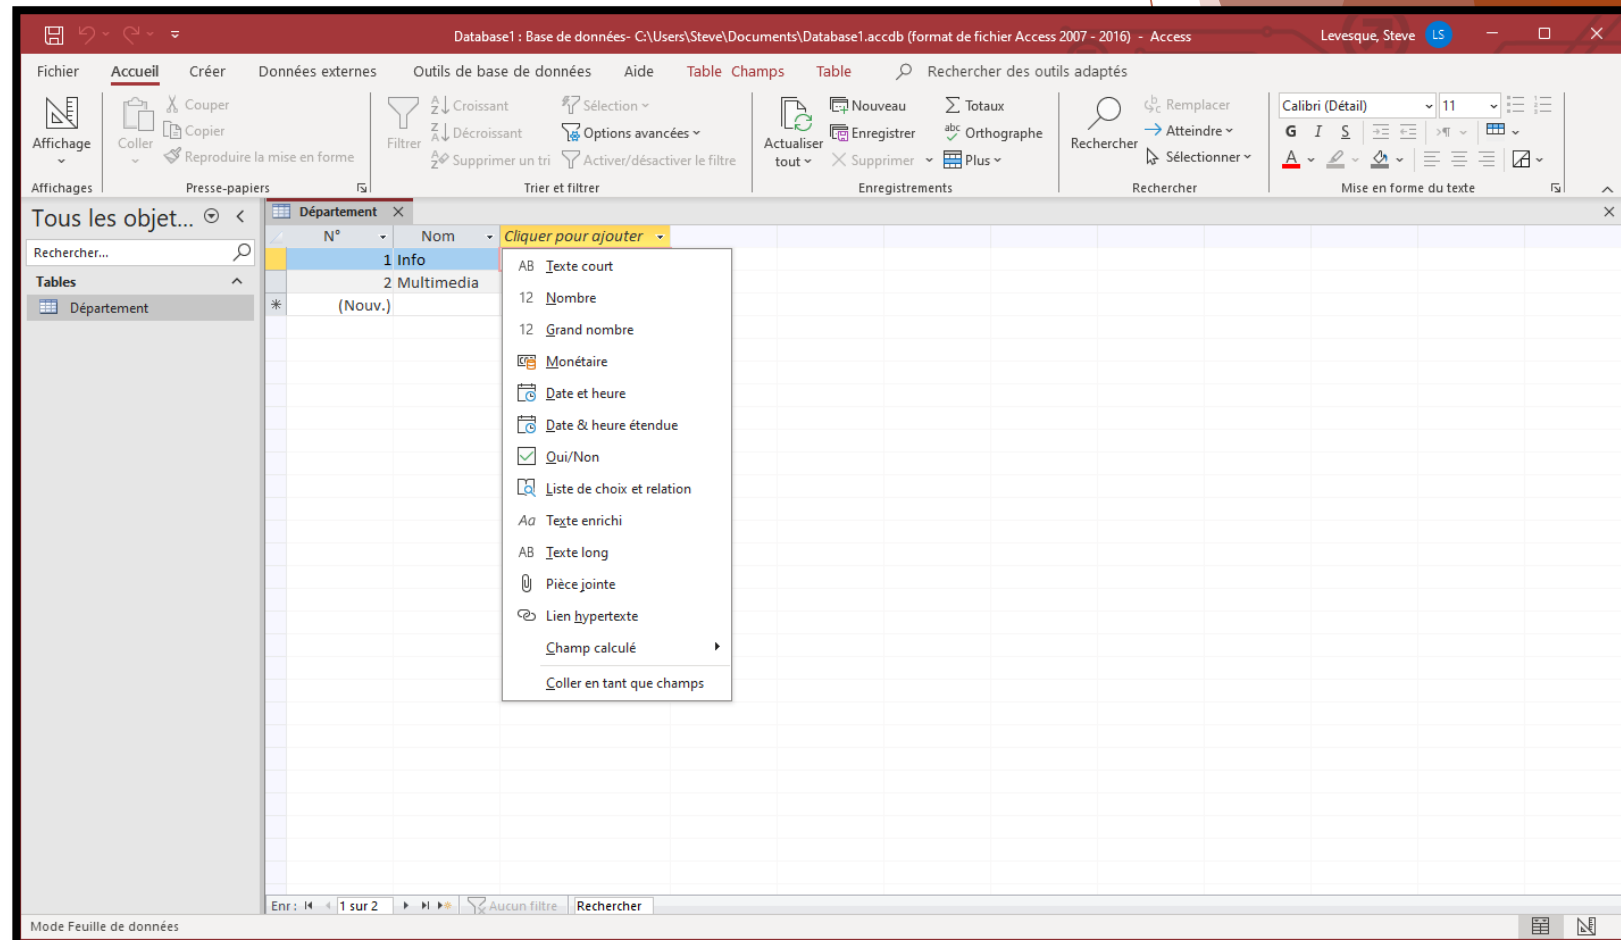 Database1 : Base de données- C:\Users\Steve\Documents\Database1.accdb (format de fichier Access 2007 - 2016) - Access
Levesque, Steve LS
Fichier Accueil Créer Données externes Outils de base de données Aide Table Champs Table Rechercher des outils adaptés
Affichage
Affichages
Coller
Couper
Copier
Reproduire la mise en forme
Presse-papiers
Filtrer
Croissant
Décroissant
Supprimer un tri
Sélection
Options avancées
Activer/désactiver le filtre
Trier et filtrer
Actualiser
tout
Nouveau
Enregistrer
Supprimer
Totaux
Orthographe
Plus
Enregistrements
Rechercher
Remplacer
Atteindre
Sélectionner
Rechercher
Calibri (Détail) 11
G I S
A
Mise en forme du texte
Tous les objet...
Rechercher...
Tables
Département
Département
N° Nom Cliquer pour ajouter
1 Info
2 Multimedia
(Nouv.)
AB Texte court
12 Nombre
12 Grand nombre
Monétaire
Date et heure
Date & heure étendue
Oui/Non
Liste de choix et relation
Aa Texte enrichi
AB Texte long
Pièce jointe
Lien hypertexte
Champ calculé
Coller en tant que champs
Enr : 1 sur 2 Aucun filtre Rechercher
Mode Feuille de données